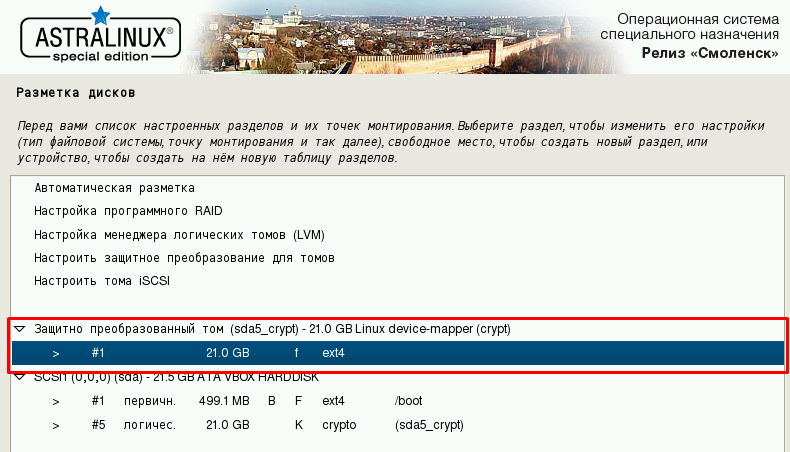 ASTRALINUX®
special edition
Операционная система
специального назначения
Релиз «Смоленск»
Разметка дисков
Перед вами список настроенных разделов и их точек монтирования. Выберите раздел, чтобы изменить его настройки
(тип файловой системы, точку монтирования и так далее), свободное место, чтобы создать новый раздел, или
устройство, чтобы создать на нём новую таблицу разделов.
Автоматическая разметка
Настройка программного RAID
Настройка менеджера логических томов (LVM)
Настроить защитное преобразование для томов
Настроить тома iSCSI
Защитно преобразованный том (sda5_crypt) - 21.0 GB Linux device-mapper (crypt)
> #1 21.0 GB f ext4
SCSI1 (0,0,0) (sda) - 21.5 GB ATA VBOX HARDDISK
> #1 первичн. 499.1 MB B F ext4 /boot
> #5 логичес. 21.0 GB K crypto (sda5_crypt)